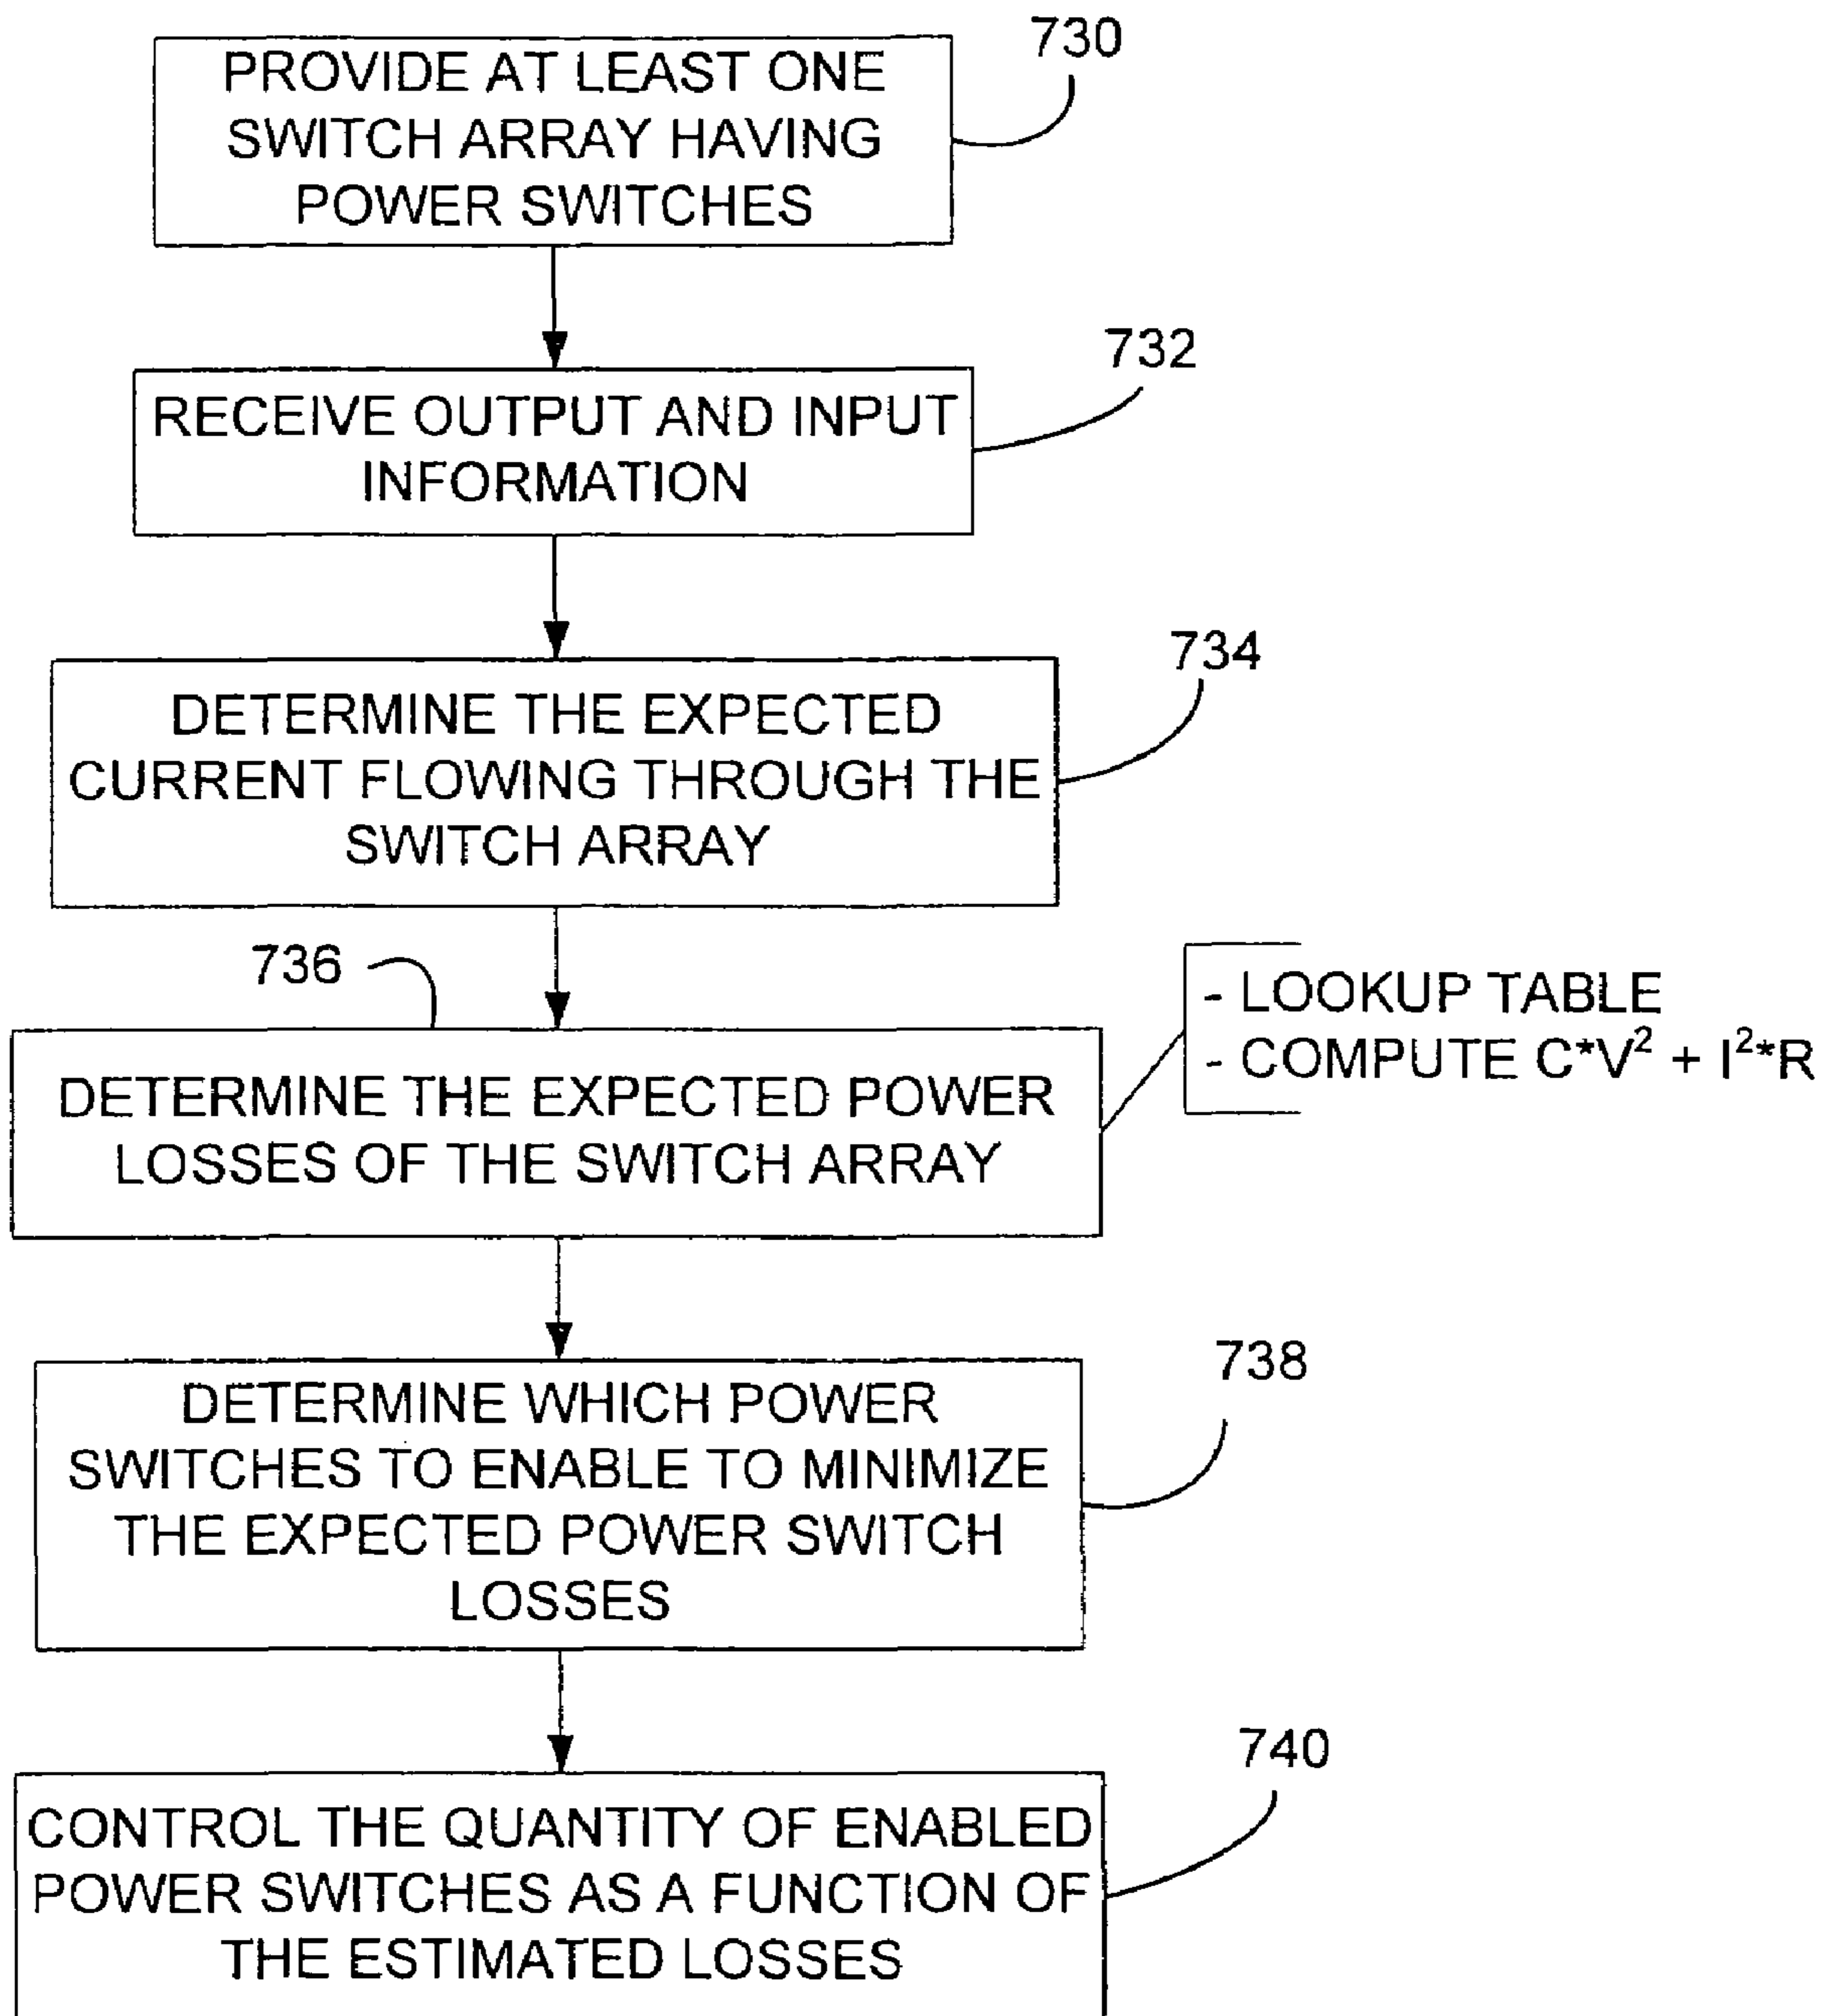 730
PROVIDE AT LEAST ONE
SWITCH ARRAY HAVING
POWER SWITCHES
732
RECEIVE OUTPUT AND INPUT
INFORMATION
734
DETERMINE THE EXPECTED
CURRENT FLOWING THROUGH THE
SWITCH ARRAY
736
DETERMINE THE EXPECTED POWER
LOSSES OF THE SWITCH ARRAY
- LOOKUP TABLE
- COMPUTE C*V² + I²*R
738
DETERMINE WHICH POWER
SWITCHES TO ENABLE TO MINIMIZE
THE EXPECTED POWER SWITCH
LOSSES
740
CONTROL THE QUANTITY OF ENABLED
POWER SWITCHES AS A FUNCTION OF
THE ESTIMATED LOSSES